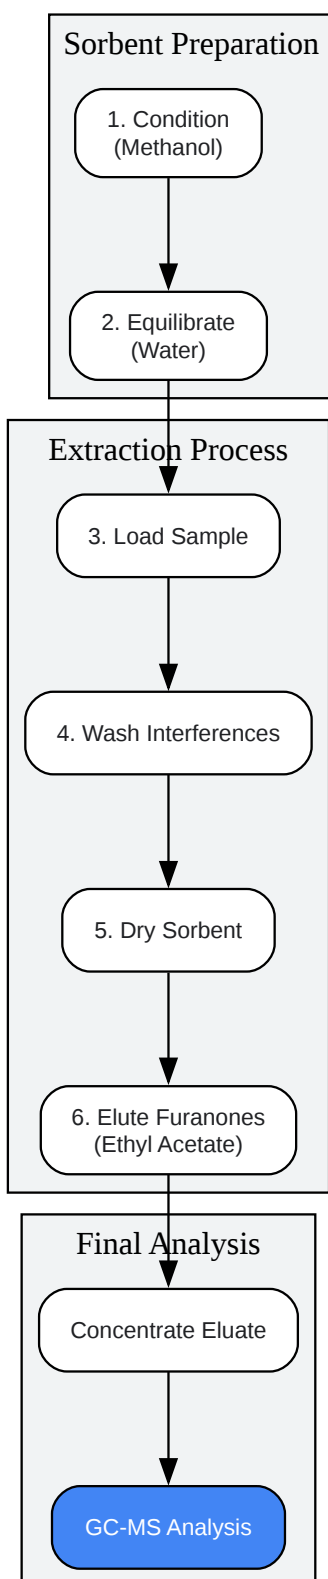 Sorbent Preparation
1. Condition
(Methanol)
2. Equilibrate
(Water)
Extraction Process
3. Load Sample
4. Wash Interferences
5. Dry Sorbent
6. Elute Furanones
(Ethyl Acetate)
Final Analysis
Concentrate Eluate
GC-MS Analysis